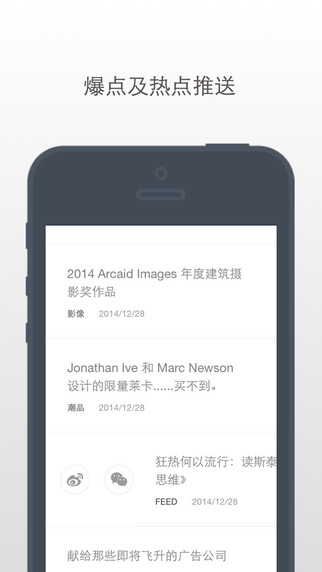 爆点及热点推送
2014 Arcaid Images 年度建筑摄
影奖作品
影像 2014/12/28
Jonathan Ive 和 Marc Newson
设计的限量莱卡......买不到。
潮品 2014/12/28
狂热何以流行：读斯泰
思维》
FEED 2014/12/28
献给那些即将飞升的广告公司